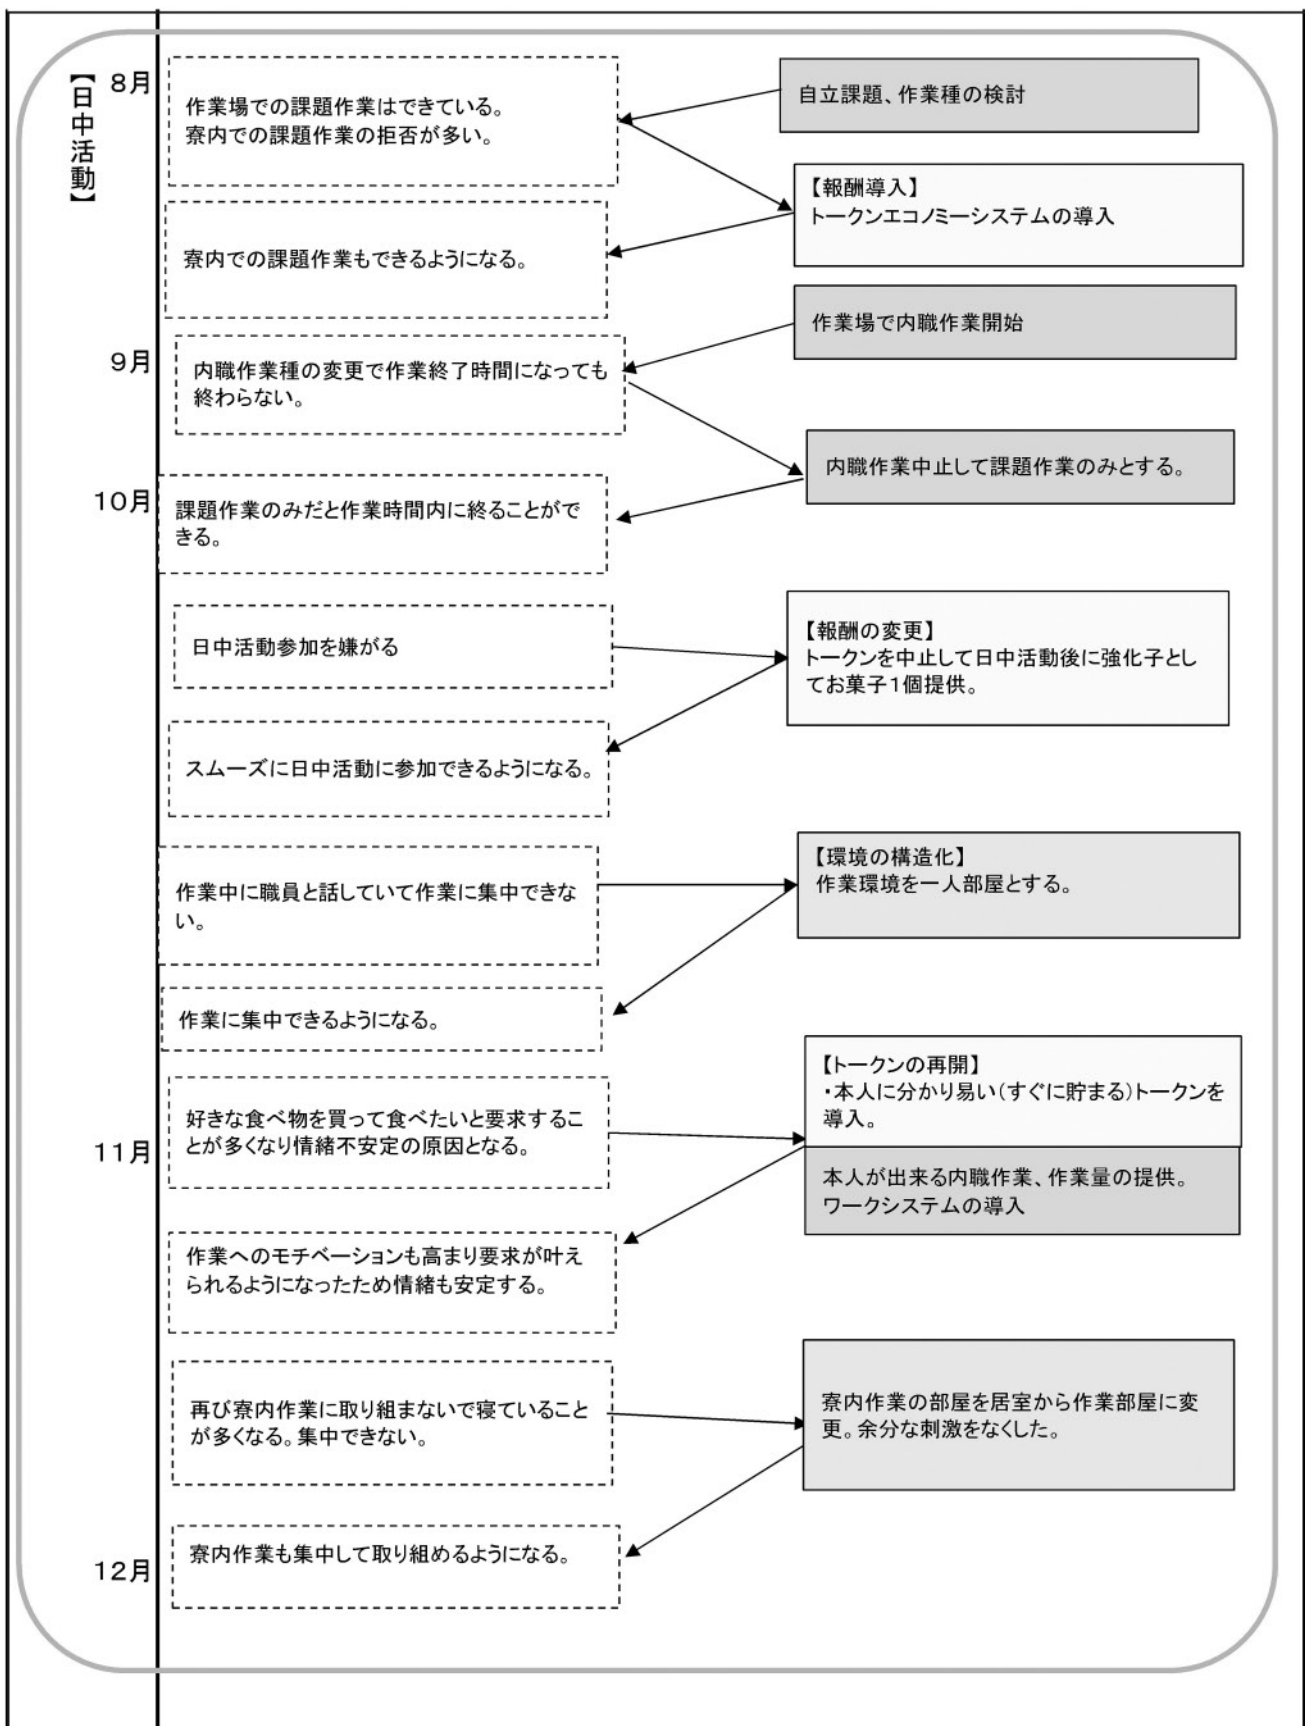 【日中活動】
8月
作業場での課題作業はできている。
寮内での課題作業の拒否が多い。
自立課題、作業種の検討
【報酬導入】
トークンエコノミーシステムの導入
寮内での課題作業もできるようになる。
作業場で内職作業開始
9月
内職作業種の変更で作業終了時間になっても
終わらない。
内職作業中止して課題作業のみとする。
10月
課題作業のみだと作業時間内に終ることがで
きる。
日中活動参加を嫌がる
【報酬の変更】
トークンを中止して日中活動後に強化子とし
てお菓子1個提供。
スムーズに日中活動に参加できるようになる。
作業中に職員と話していて作業に集中できな
い。
【環境の構造化】
作業環境を一人部屋とする。
作業に集中できるようになる。
【トークンの再開】
・本人に分かり易い(すぐに貯まる)トークンを
導入。
好きな食べ物を買って食べたいと要求するこ
とが多くなり情緒不安定の原因となる。
11月
本人が出来る内職作業、作業量の提供。
ワークシステムの導入
作業へのモチベーションも高まり要求が叶え
られるようになったため情緒も安定する。
再び寮内作業に取り組まないで寝ていること
が多くなる。集中できない。
寮内作業の部屋を居室から作業部屋に変
更。余分な刺激をなくした。
寮内作業も集中して取り組めるようになる。
12月